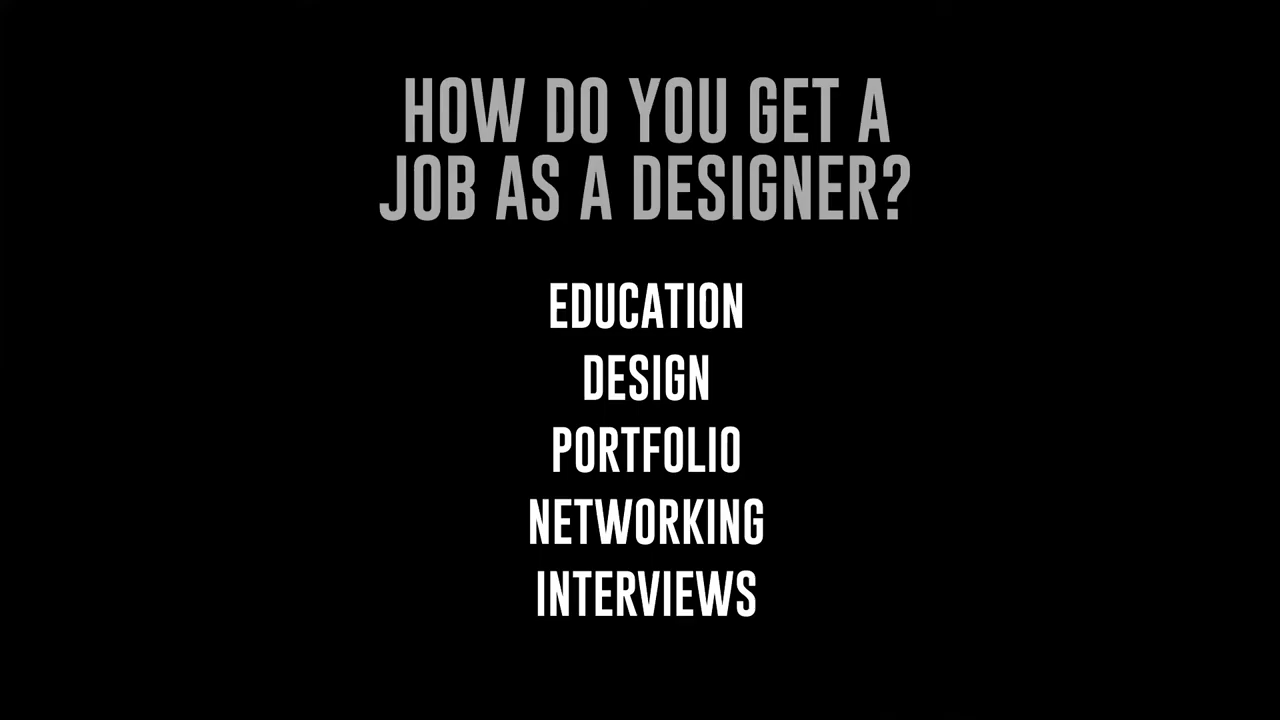 HOW DO YOU GET A
JOB AS A DESIGNER?
EDUCATION
DESIGN
PORTFOLIO
NETWORKING
INTERVIEWS